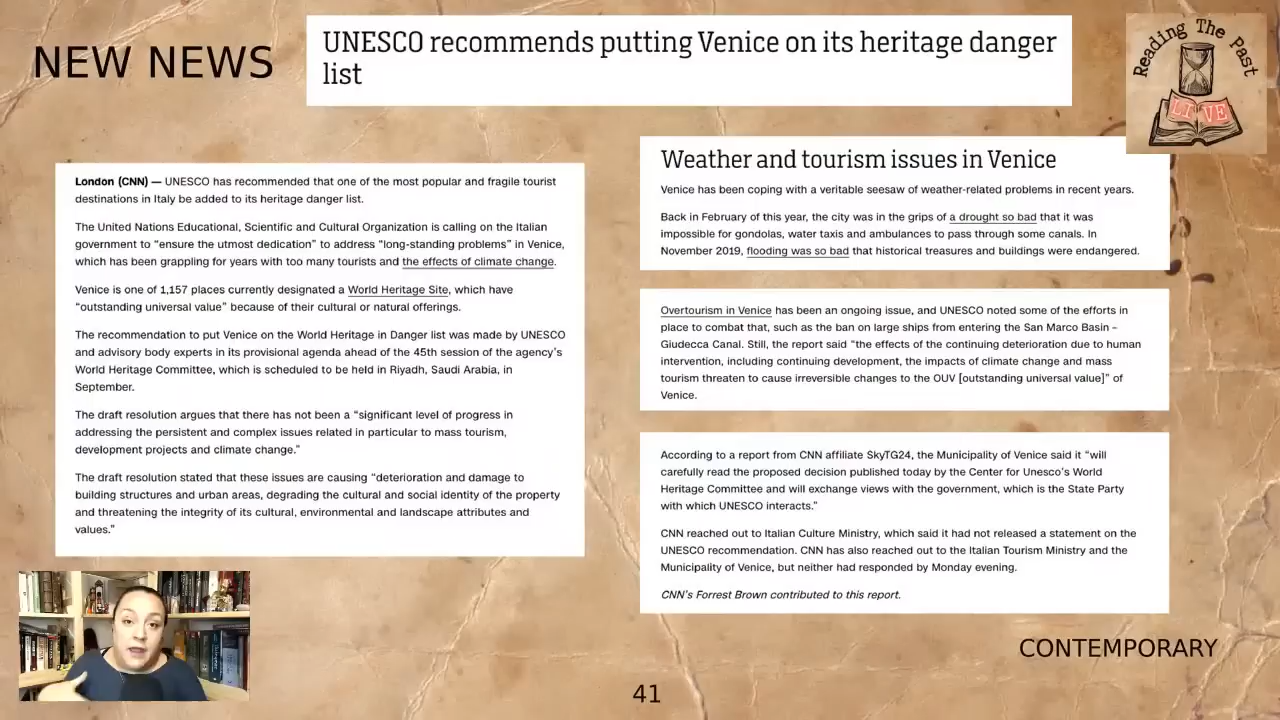 NEW NEWS
UNESCO recommends putting Venice on its heritage danger
list
Reading The Past
LIVE
London (CNN) — UNESCO has recommended that one of the most popular and fragile tourist
destinations in Italy be added to its heritage danger list.
The United Nations Educational, Scientific and Cultural Organization is calling on the Italian
government to “ensure the utmost dedication” to address “long-standing problems” in Venice,
which has been grappling for years with too many tourists and the effects of climate change.
Venice is one of 1,157 places currently designated a World Heritage Site, which have
“outstanding universal value” because of their cultural or natural offerings.
The recommendation to put Venice on the World Heritage in Danger list was made by UNESCO
and advisory body experts in its provisional agenda ahead of the 45th session of the agency’s
World Heritage Committee, which is scheduled to be held in Riyadh, Saudi Arabia, in
September.
The draft resolution argues that there has not been a “significant level of progress in
addressing the persistent and complex issues related in particular to mass tourism,
development projects and climate change.”
The draft resolution stated that these issues are causing “deterioration and damage to
building structures and urban areas, degrading the cultural and social identity of the property
and threatening the integrity of its cultural, environmental and landscape attributes and
values.”
Weather and tourism issues in Venice
Venice has been coping with a veritable seesaw of weather-related problems in recent years.
Back in February of this year, the city was in the grips of a drought so bad that it was
impossible for gondolas, water taxis and ambulances to pass through some canals. In
November 2019, flooding was so bad that historical treasures and buildings were endangered.
Overtourism in Venice has been an ongoing issue, and UNESCO noted some of the efforts in
place to combat that, such as the ban on large ships from entering the San Marco Basin –
Giudecca Canal. Still, the report said “the effects of the continuing deterioration due to human
intervention, including continuing development, the impacts of climate change and mass
tourism threaten to cause irreversible changes to the OUV [outstanding universal value]” of
Venice.
According to a report from CNN affiliate SkyTG24, the Municipality of Venice said it “will
carefully read the proposed decision published today by the Center for Unesco’s World
Heritage Committee and will exchange views with the government, which is the State Party
with which UNESCO interacts.”
CNN reached out to Italian Culture Ministry, which said it had not released a statement on the
UNESCO recommendation. CNN has also reached out to the Italian Tourism Ministry and the
Municipality of Venice, but neither had responded by Monday evening.
CNN’s Forrest Brown contributed to this report.
CONTEMPORARY
41